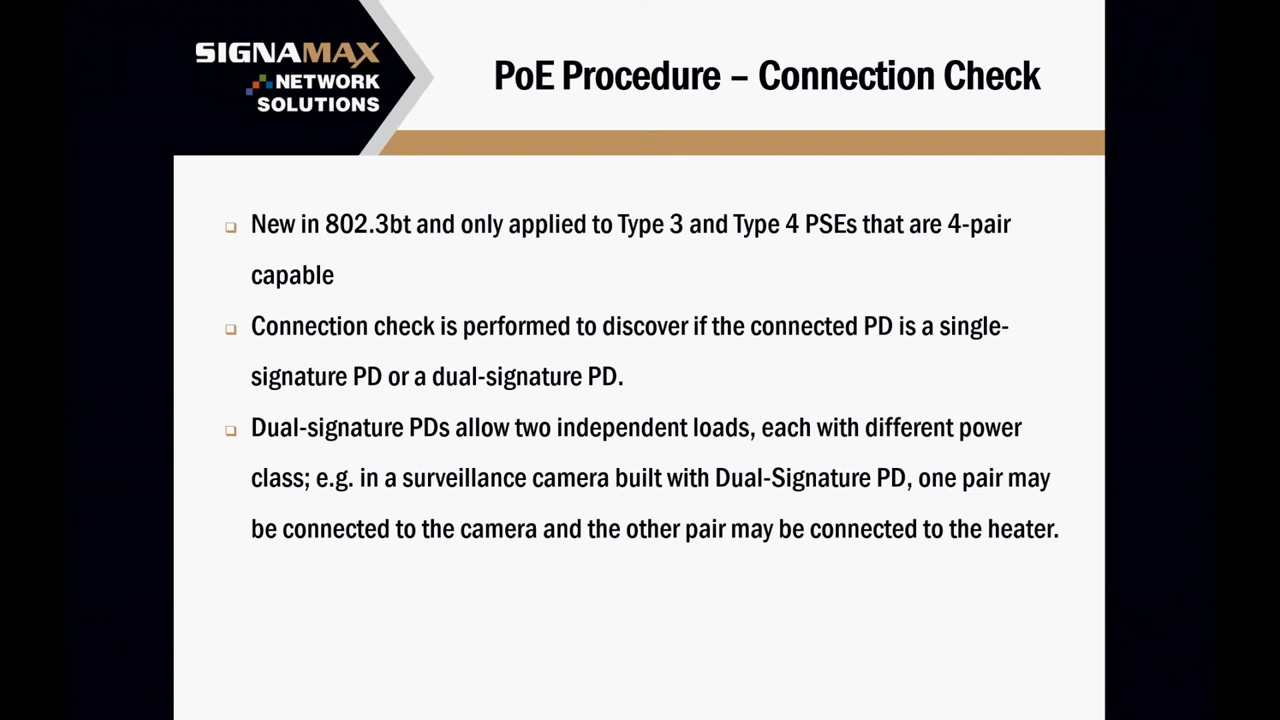 SIGNAMAX
NETWORK
SOLUTIONS
PoE Procedure – Connection Check
New in 802.3bt and only applied to Type 3 and Type 4 PSEs that are 4-pair
capable
Connection check is performed to discover if the connected PD is a single-
signature PD or a dual-signature PD.
Dual-signature PDs allow two independent loads, each with different power
class; e.g. in a surveillance camera built with Dual-Signature PD, one pair may
be connected to the camera and the other pair may be connected to the heater.